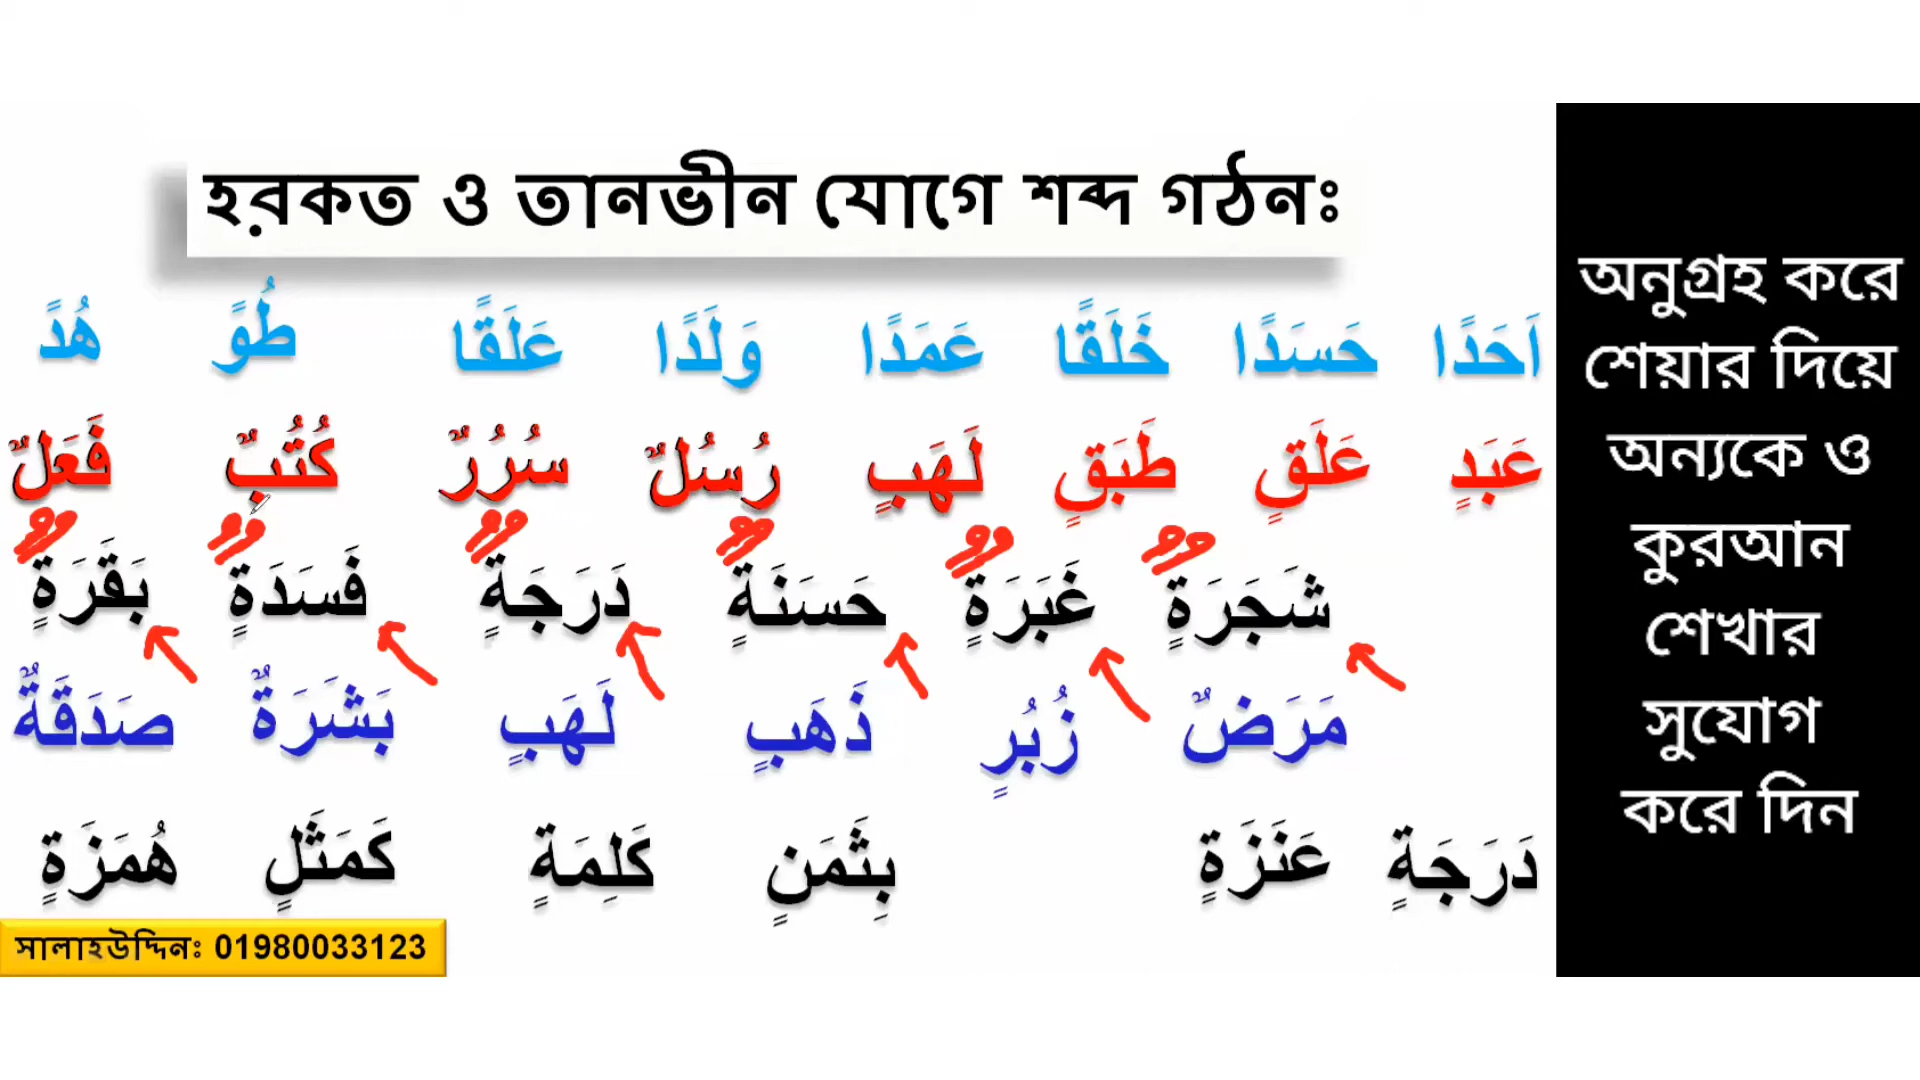 হরকত ও তানভীন যোগে শব্দ গঠনঃ
اَحَدًا حَسَدًا خَلَقًا عَمَدًا وَلَدًا عَلَقًا طُوً هُدً
عَبَدٍ عَلَقٍ طَبَقٍ لَهَبٍ رُسُلٌ سُرُرٌ كُتُبٌ فَعَلٌ
شَجَرَةٍ غَبَرَةٍ حَسَنَةٍ دَرَجَةٍ فَسَدَةٍ بَقَرَةٍ
مَرَضٌ زُبُرٍ ذَهَبٍ لَهَبٍ بَشَرَةٌ صَدَقَةٌ
دَرَجَةٍ عَنَزَةٍ بِثَمَنٍ كَلِمَةٍ كَمَثَلٍ هُمَزَةٍ
সালাহউদ্দিনঃ 01980033123
অনুগ্রহ করে
শেয়ার দিয়ে
অন্যকে ও
কুরআন
শেখার
সুযোগ
করে দিন